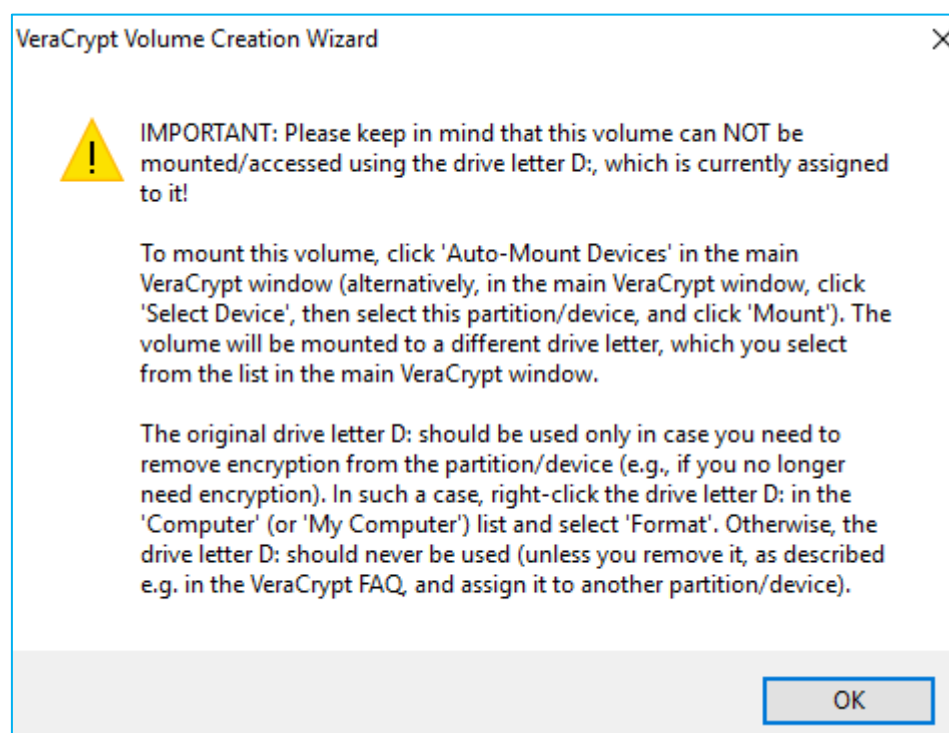 VeraCrypt Volume Creation Wizard
IMPORTANT: Please keep in mind that this volume can NOT be
mounted/accessed using the drive letter D:, which is currently assigned
to it!
To mount this volume, click 'Auto-Mount Devices' in the main
VeraCrypt window (alternatively, in the main VeraCrypt window, click
'Select Device', then select this partition/device, and click 'Mount'). The
volume will be mounted to a different drive letter, which you select
from the list in the main VeraCrypt window.
The original drive letter D: should be used only in case you need to
remove encryption from the partition/device (e.g., if you no longer
need encryption). In such a case, right-click the drive letter D: in the
'Computer' (or 'My Computer') list and select 'Format'. Otherwise, the
drive letter D: should never be used (unless you remove it, as described
e.g. in the VeraCrypt FAQ, and assign it to another partition/device).
OK